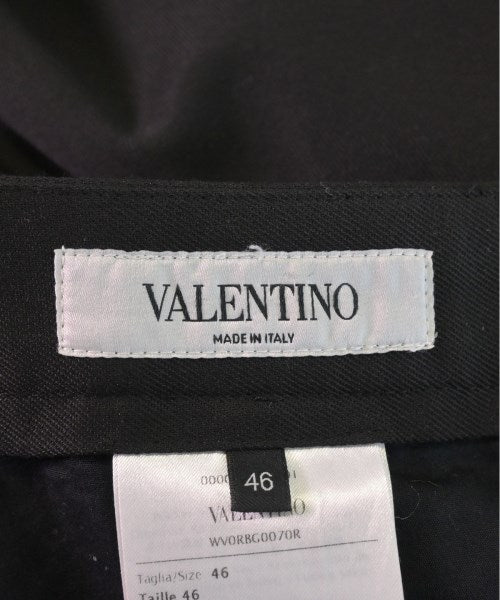 VALENTINO
MADE IN ITALY
46
VALENTINO
WV0RBG0070R
Taglia/Size 46
Taille 46